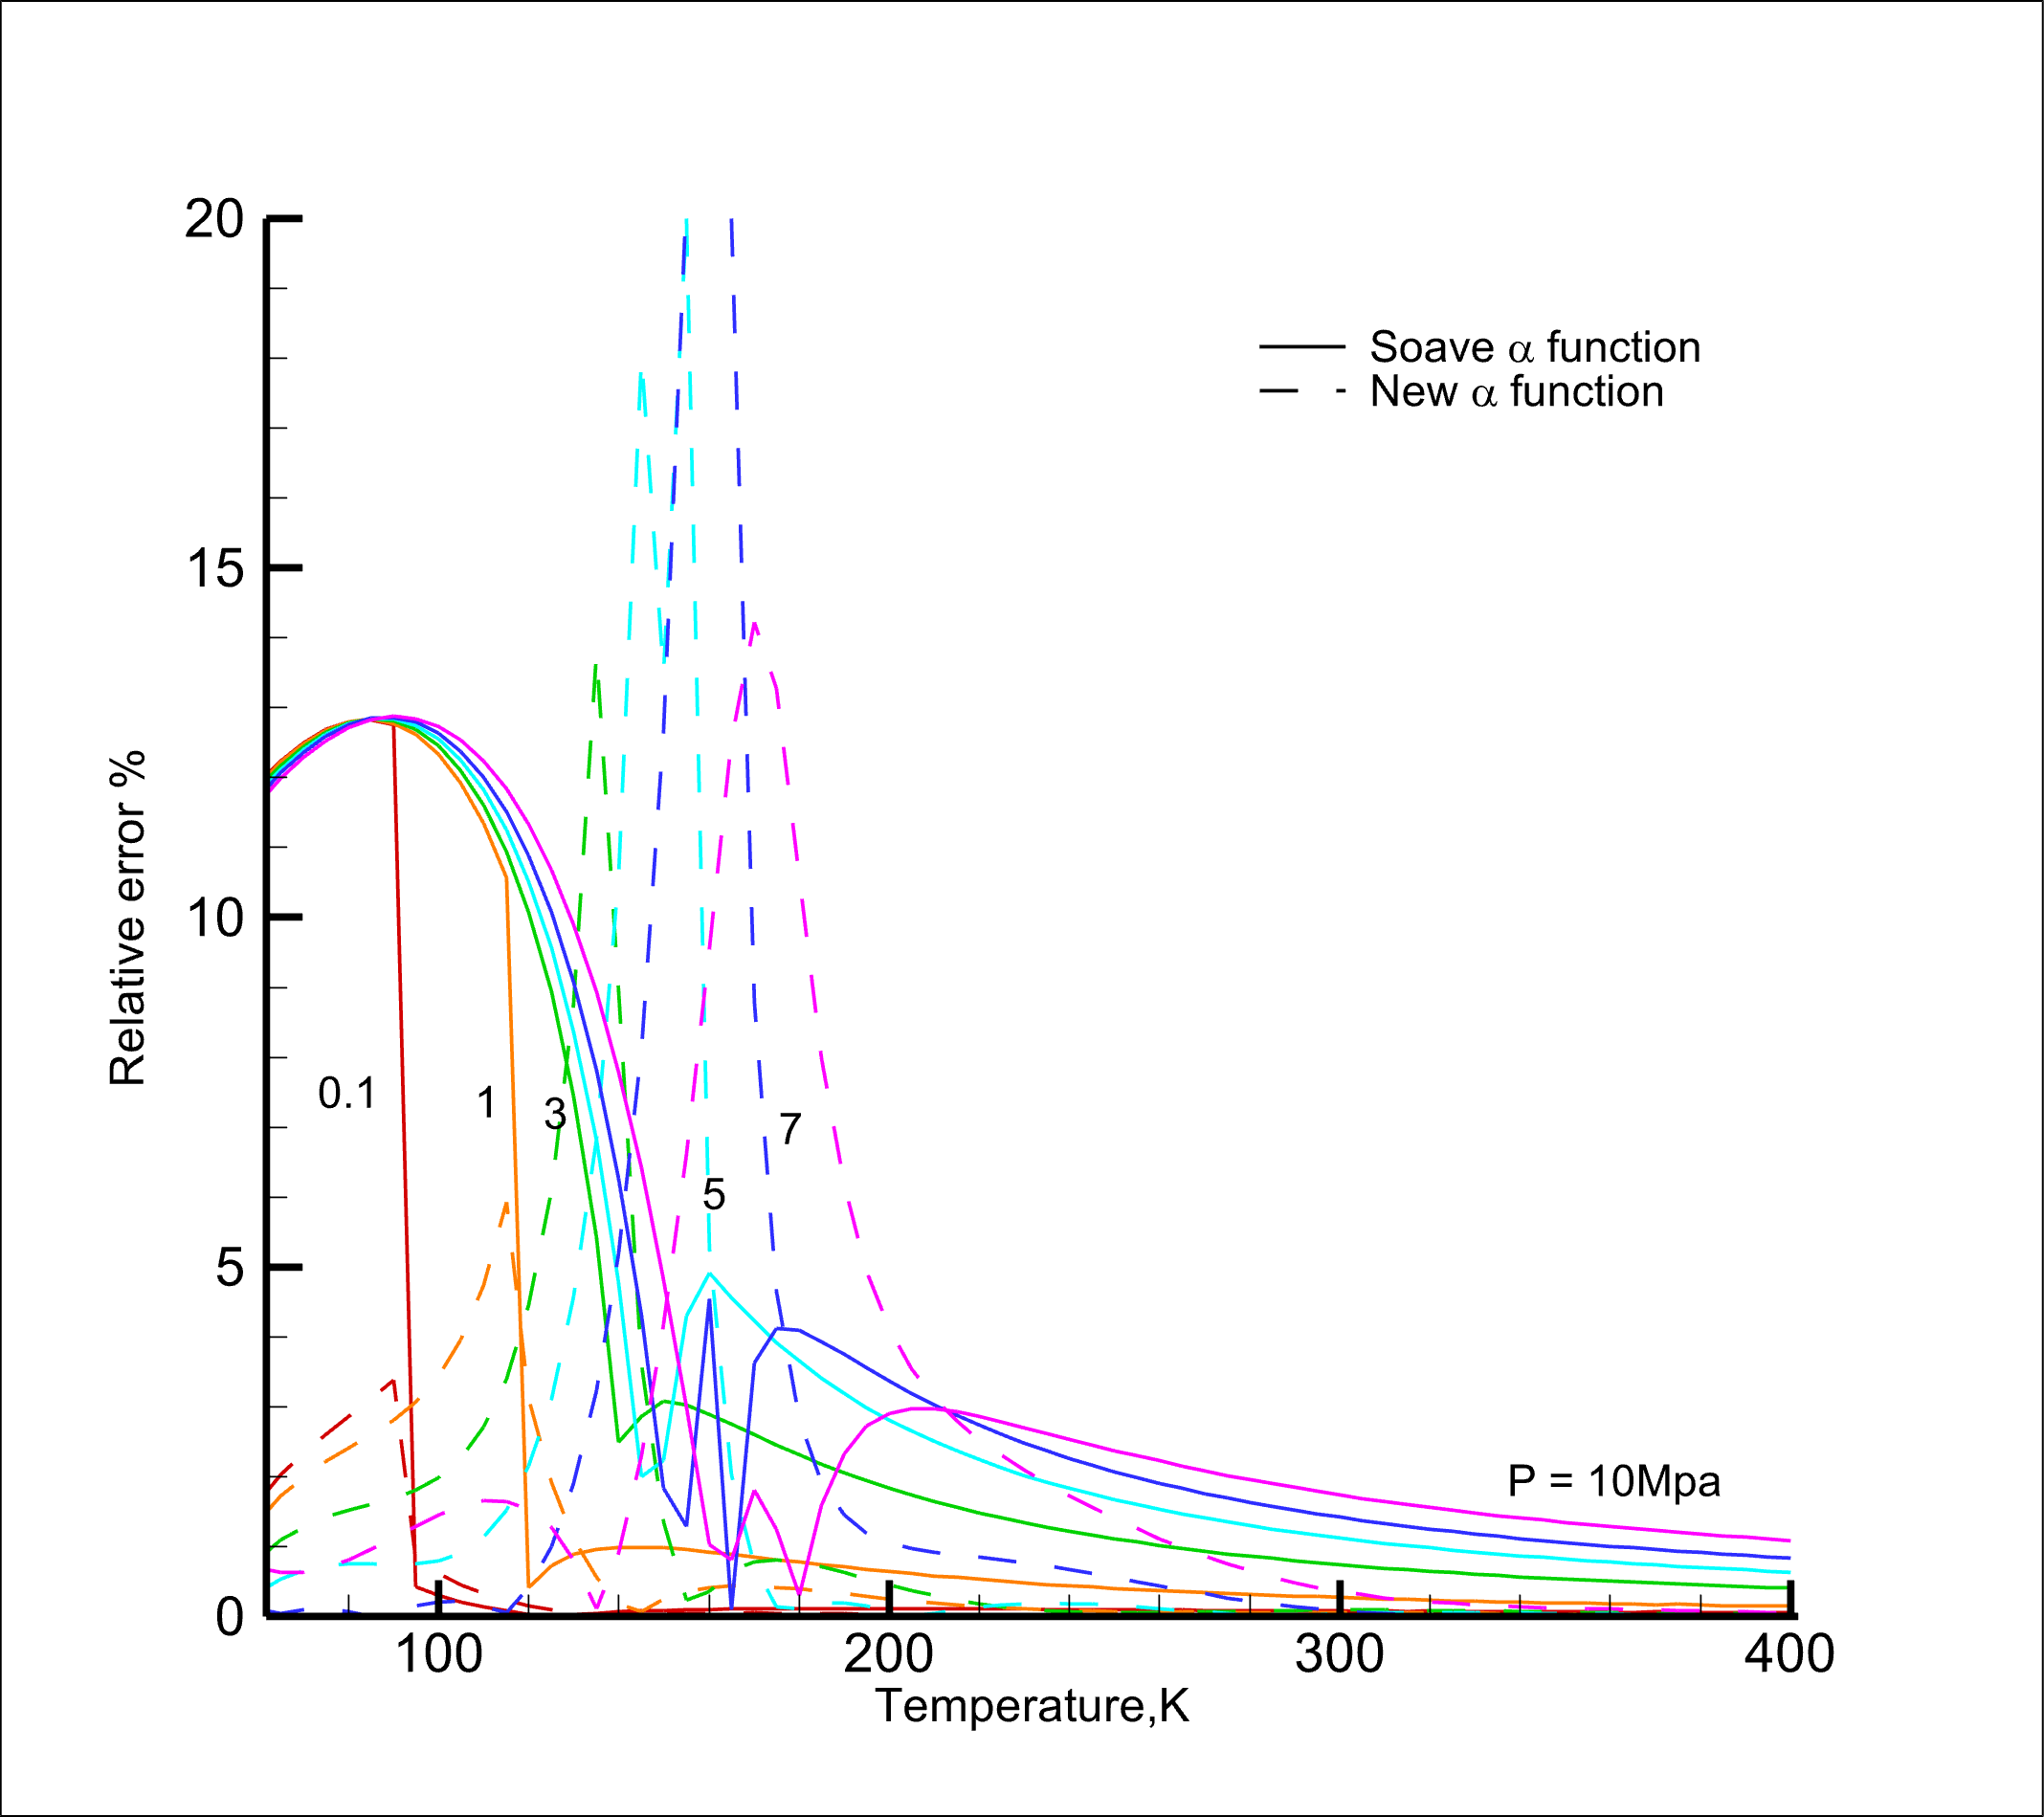 20
15
10
5
0
Relative error %
Soave α function
New α function
0.1
1
3
7
5
P = 10Mpa
100
200
300
400
Temperature,K